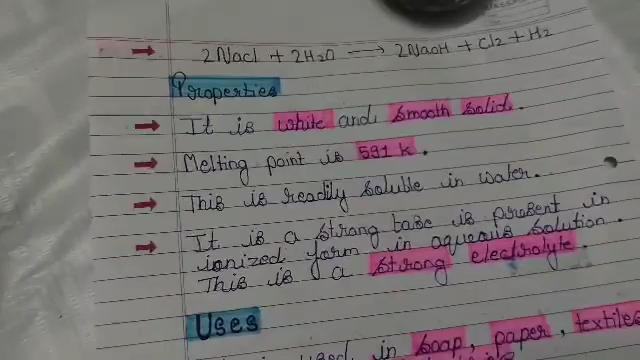 → 2NaCl + 2H2O → 2NaOH + Cl2 + H2
Properties
→ It is white and smooth solid.
→ Melting point is 591 k.
→ This is readily soluble in water.
→ It is a strong base is present in
ionized form in aqueous solution.
This is a strong electrolyte.
Uses
used in soap, paper, textiles